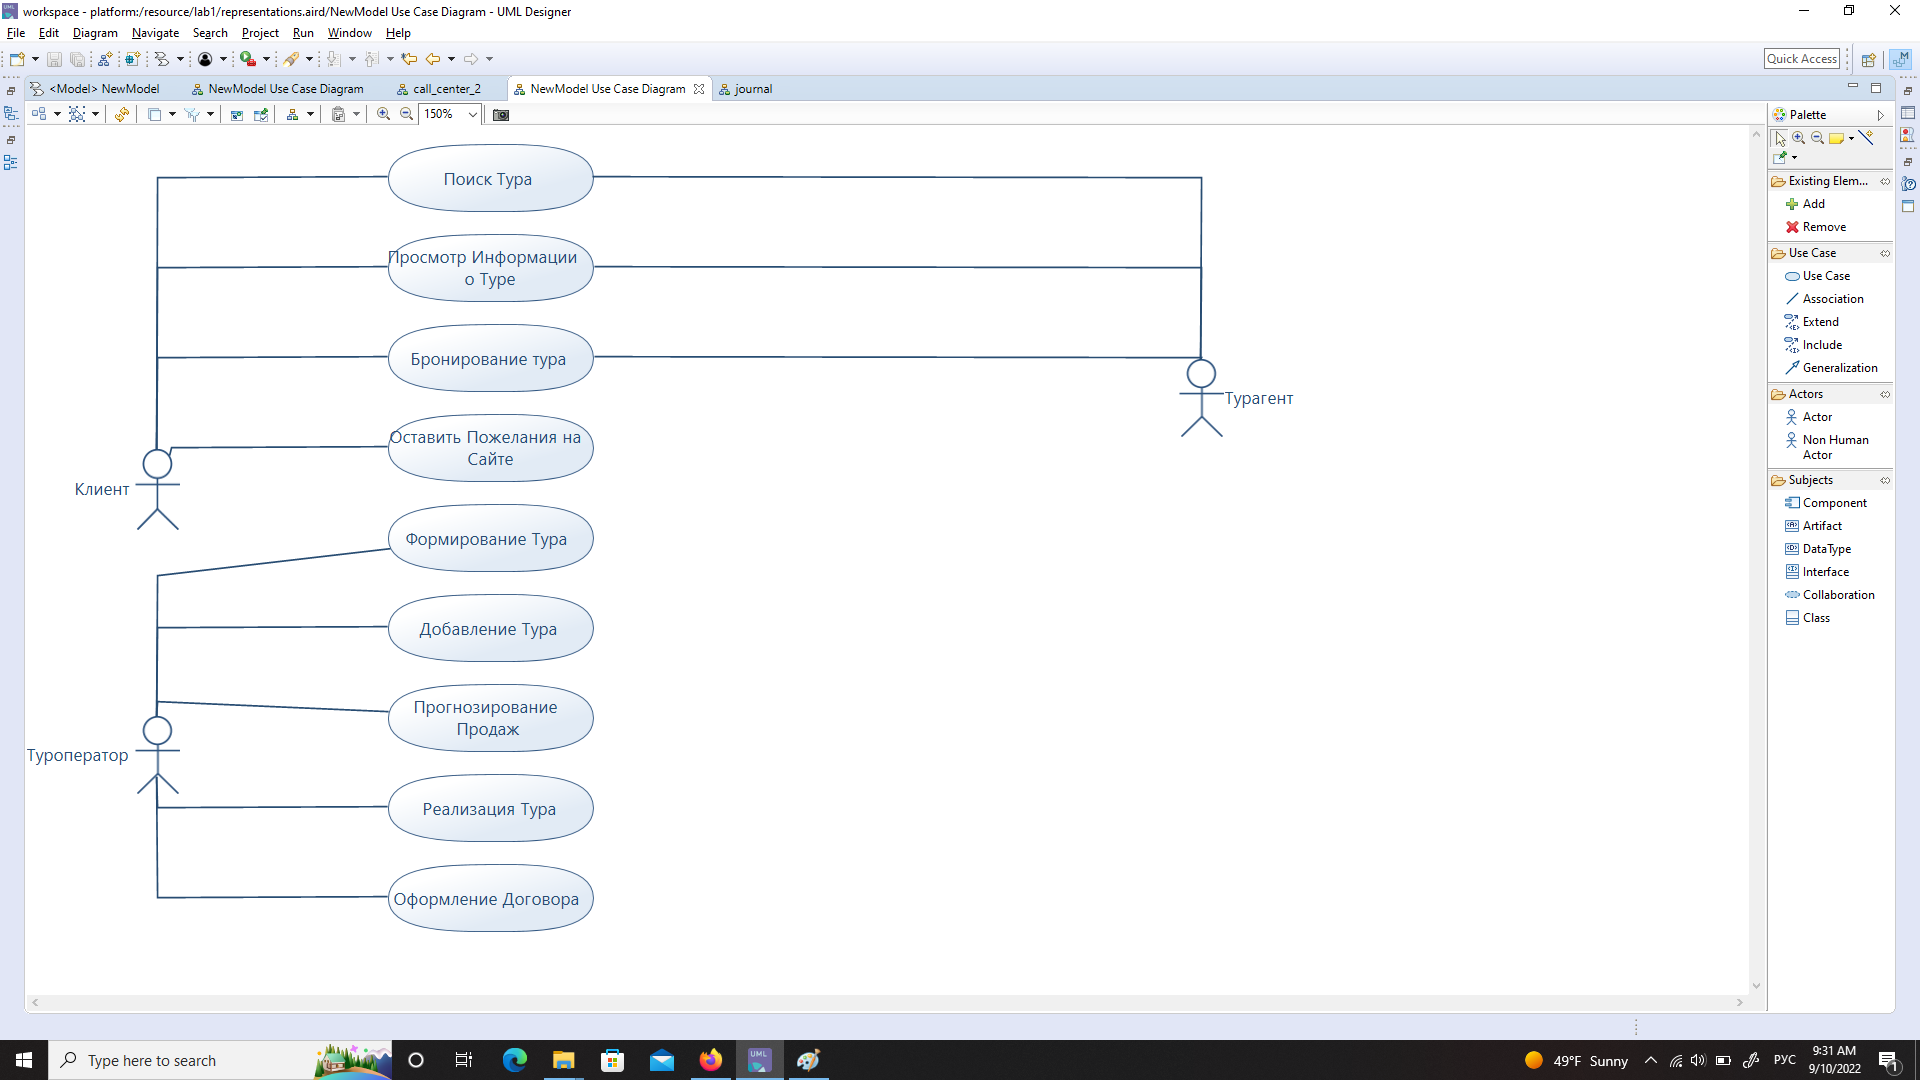 workspace - platform:/resource/lab1/representations.aird/NewModel Use Case Diagram - UML Designer
File Edit Diagram Navigate Search Project Run Window Help
Quick Access
<Model> NewModel NewModel Use Case Diagram call_center_2 NewModel Use Case Diagram journal
150%
Поиск Тура
Просмотр Информации
о Туре
Бронирование тура
Оставить Пожелания на
Сайте
Клиент
Турагент
Формирование Тура
Добавление Тура
Прогнозирование
Продаж
Туроператор
Реализация Тура
Оформление Договора
Palette
Existing Elem...
Add
Remove
Use Case
Use Case
Association
Extend
Include
Generalization
Actors
Actor
Non Human
Actor
Subjects
Component
Artifact
DataType
Interface
Collaboration
Class
Type here to search
UML
49°F Sunny
РУС
9:31 AM
9/10/2022
1